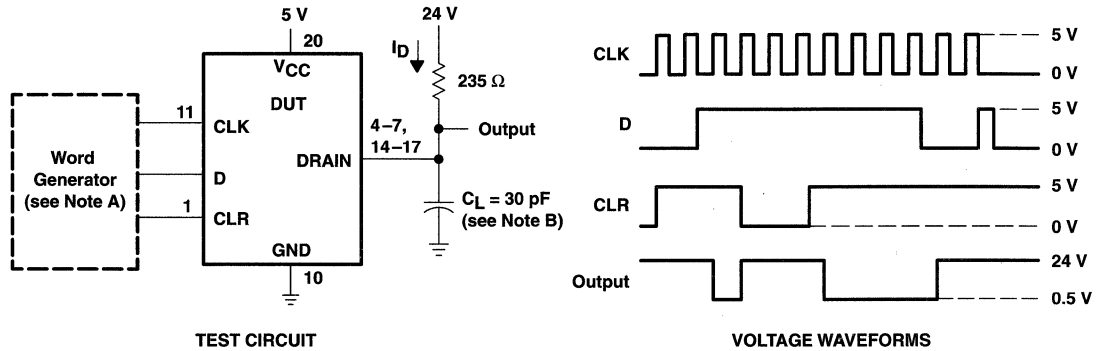 5 V
20
VCC
DUT
11
CLK
D
1
CLR
GND
10
DRAIN
4–7,
14–17
Word
Generator
(see Note A)
24 V
ID
235 Ω
Output
CL = 30 pF
(see Note B)
TEST CIRCUIT
CLK
5 V
0 V
D
5 V
0 V
CLR
5 V
0 V
Output
24 V
0.5 V
VOLTAGE WAVEFORMS